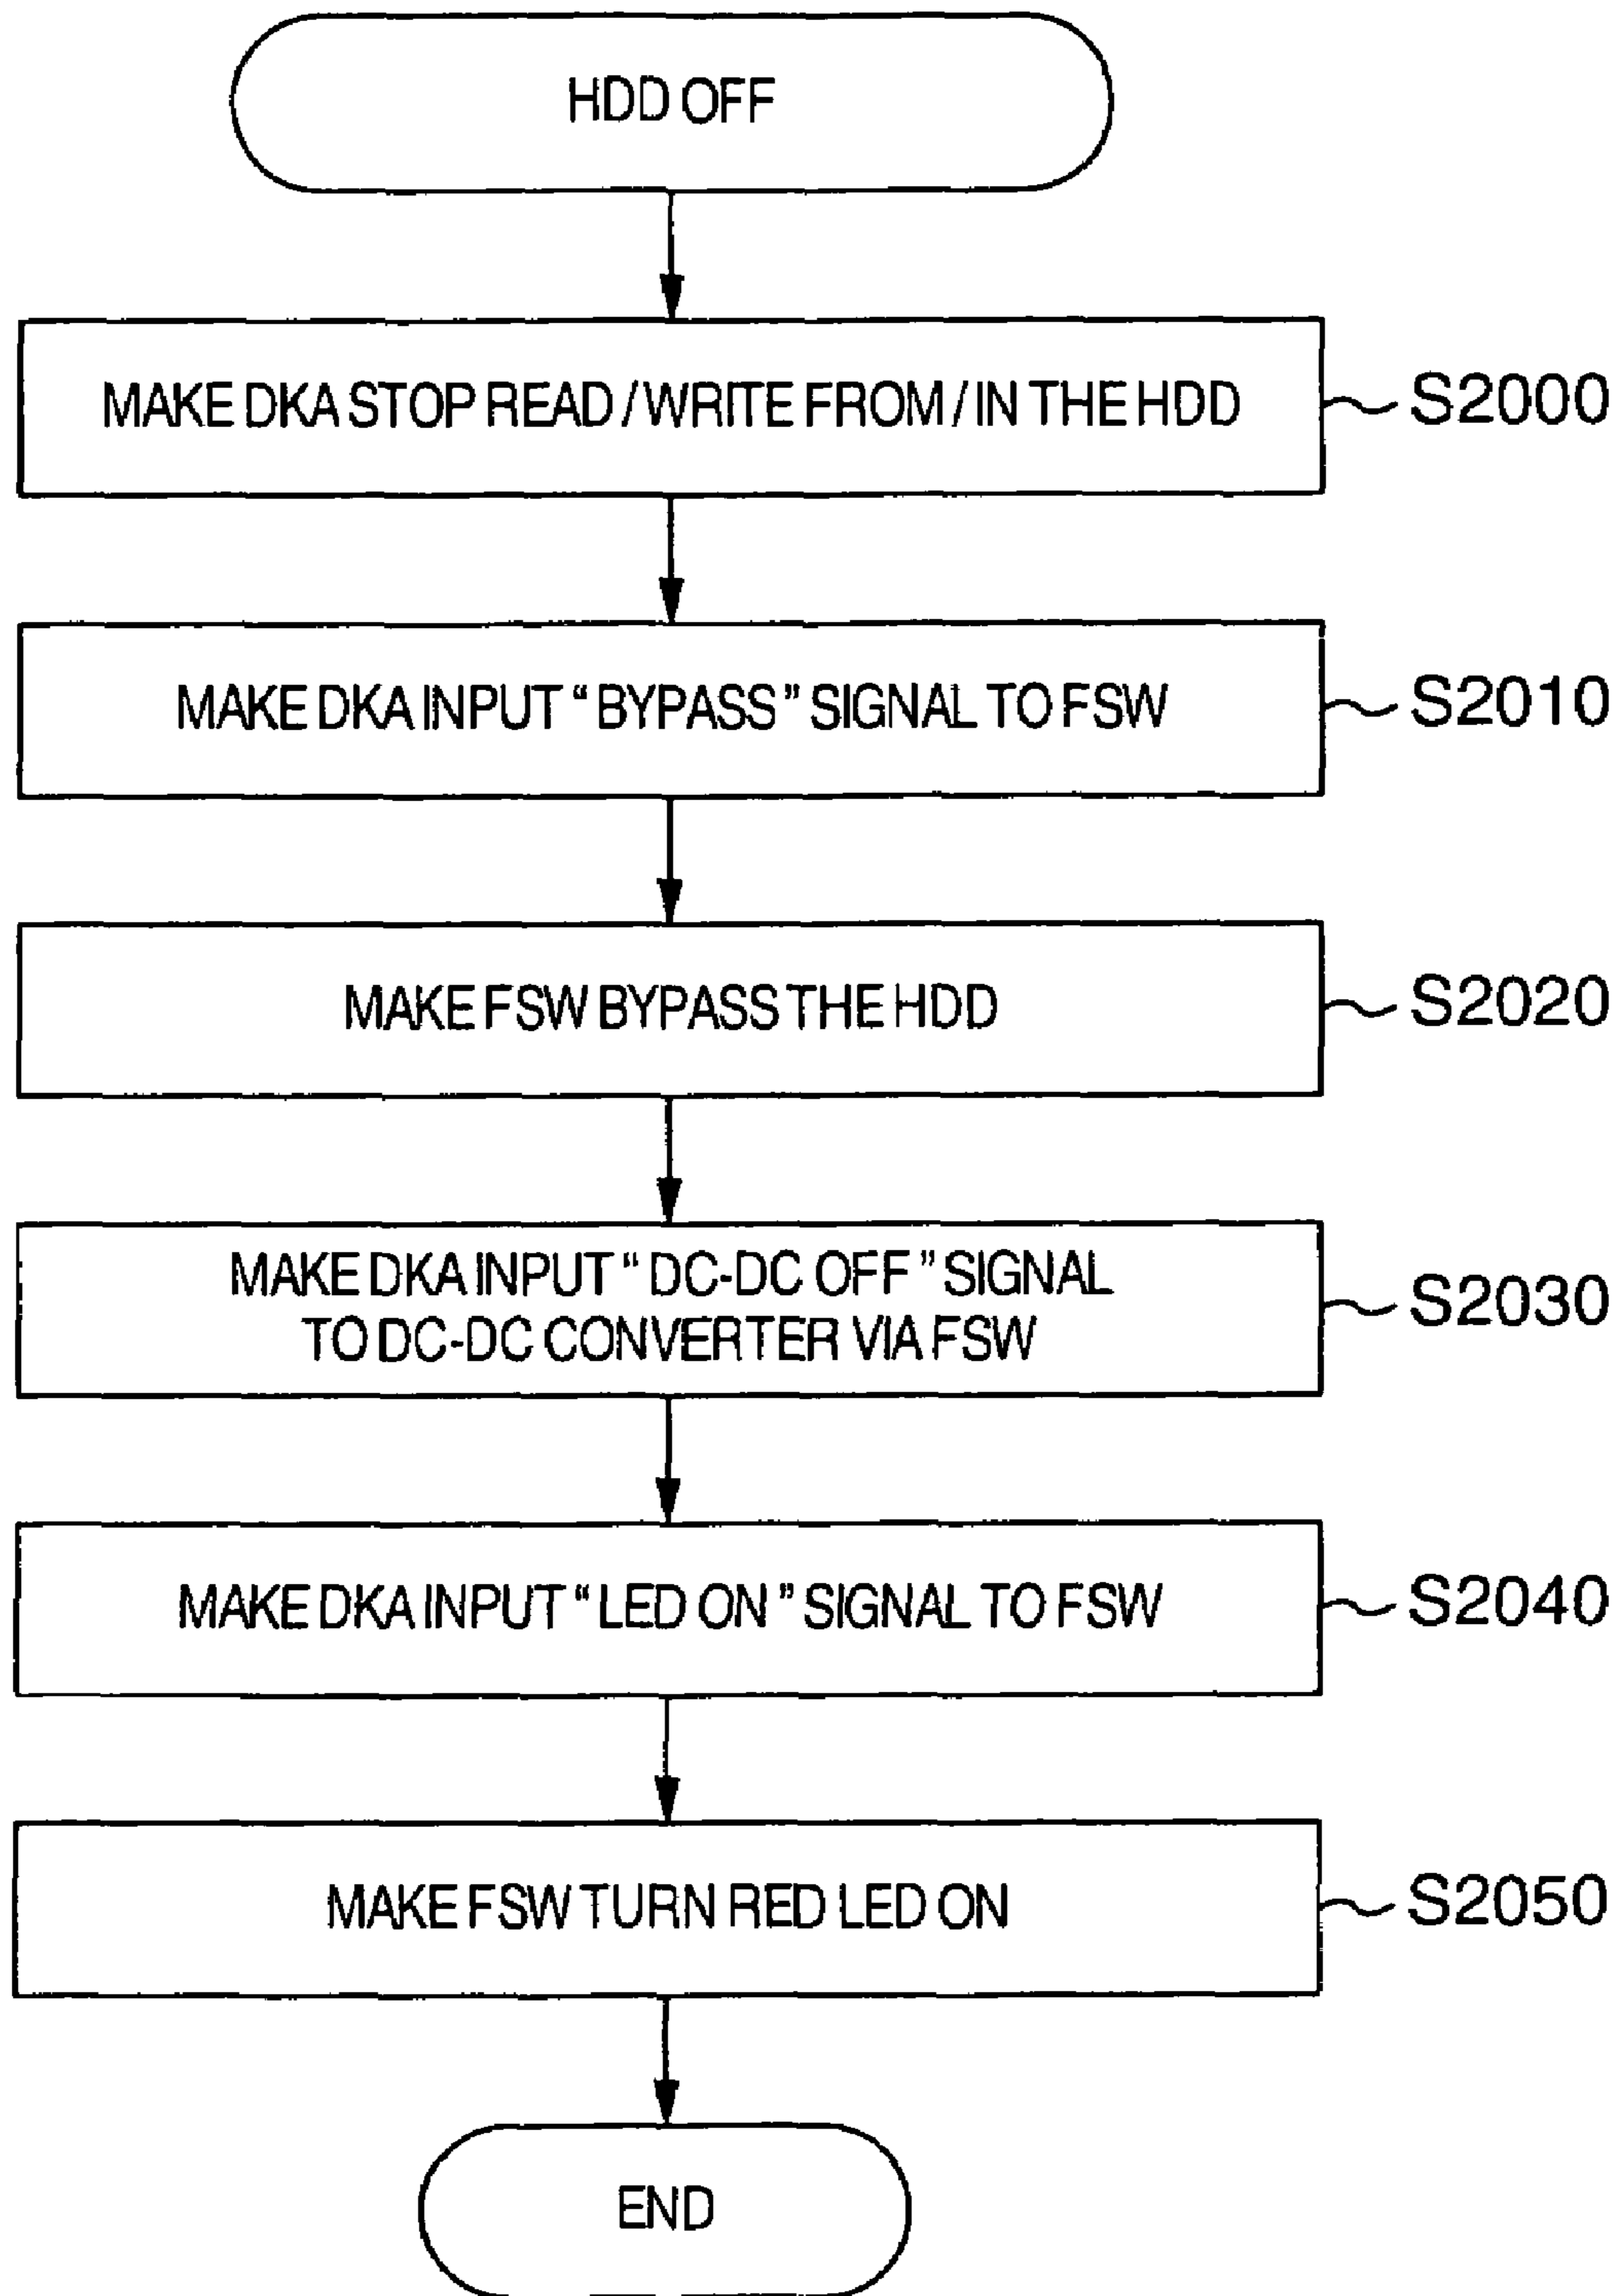 HDD OFF
MAKE DKA STOP READ / WRITE FROM / IN THE HDD
S2000
MAKE DKA INPUT “ BYPASS ” SIGNAL TO FSW
S2010
MAKE FSW BYPASS THE HDD
S2020
MAKE DKA INPUT “ DC-DC OFF ” SIGNAL
TO DC-DC CONVERTER VIA FSW
S2030
MAKE DKA INPUT “ LED ON ” SIGNAL TO FSW
S2040
MAKE FSW TURN RED LED ON
S2050
END